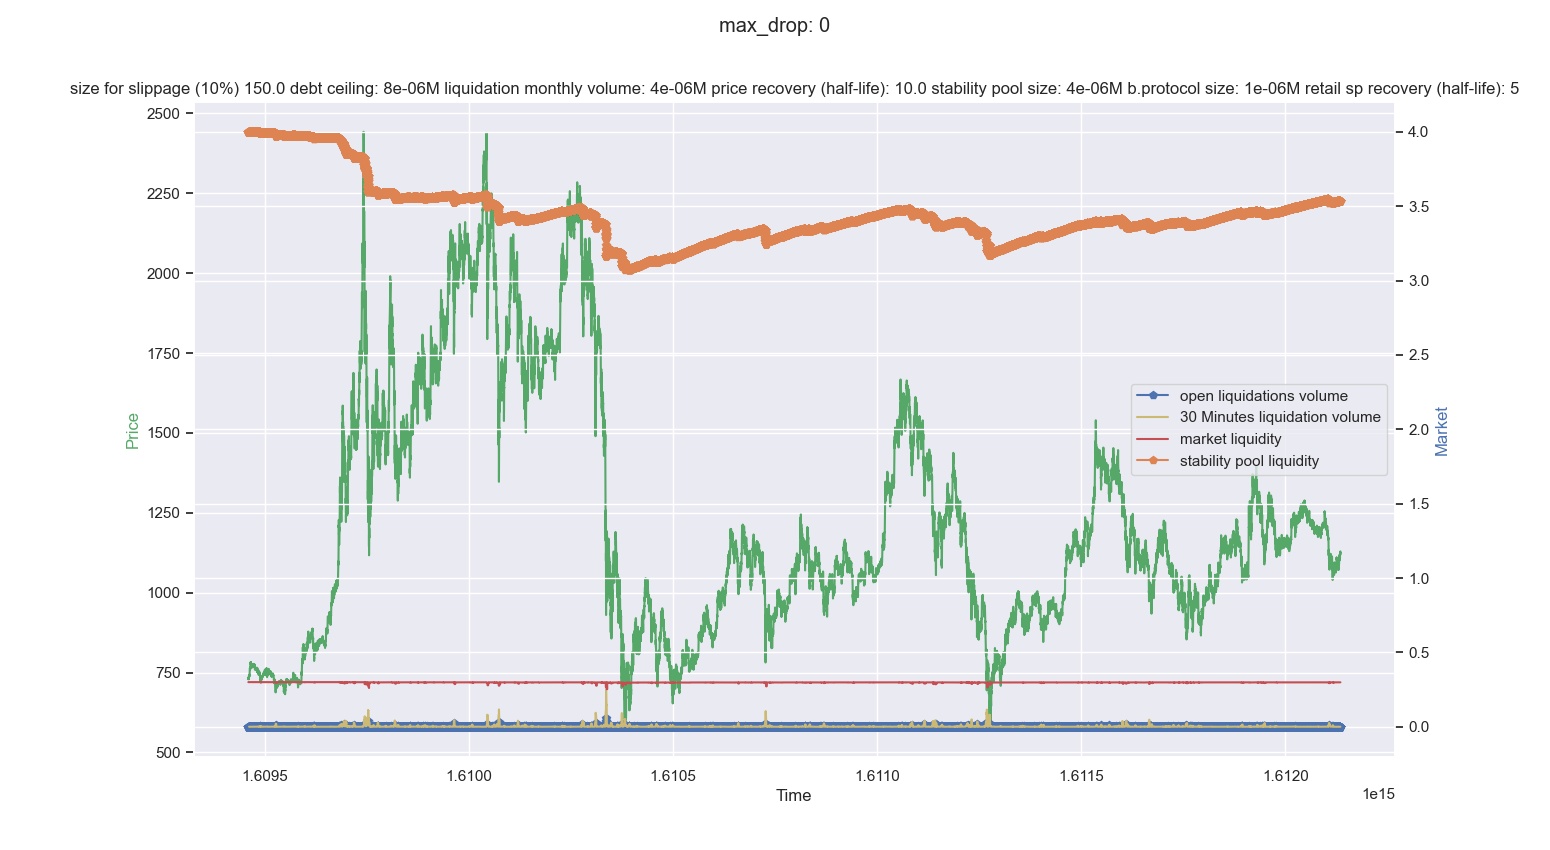 max_drop: 0
size for slippage (10%) 150.0 debt ceiling: 8e-06M liquidation monthly volume: 4e-06M price recovery (half-life): 10.0 stability pool size: 4e-06M b.protocol size: 1e-06M retail sp recovery (half-life): 5
2500
2250
2000
1750
1500
1250
1000
750
500
Price
4.0
3.5
3.0
2.5
2.0
1.5
1.0
0.5
0.0
Market
open liquidations volume
30 Minutes liquidation volume
market liquidity
stability pool liquidity
1.6095
1.6100
1.6105
1.6110
1.6115
1.6120
Time
1e15